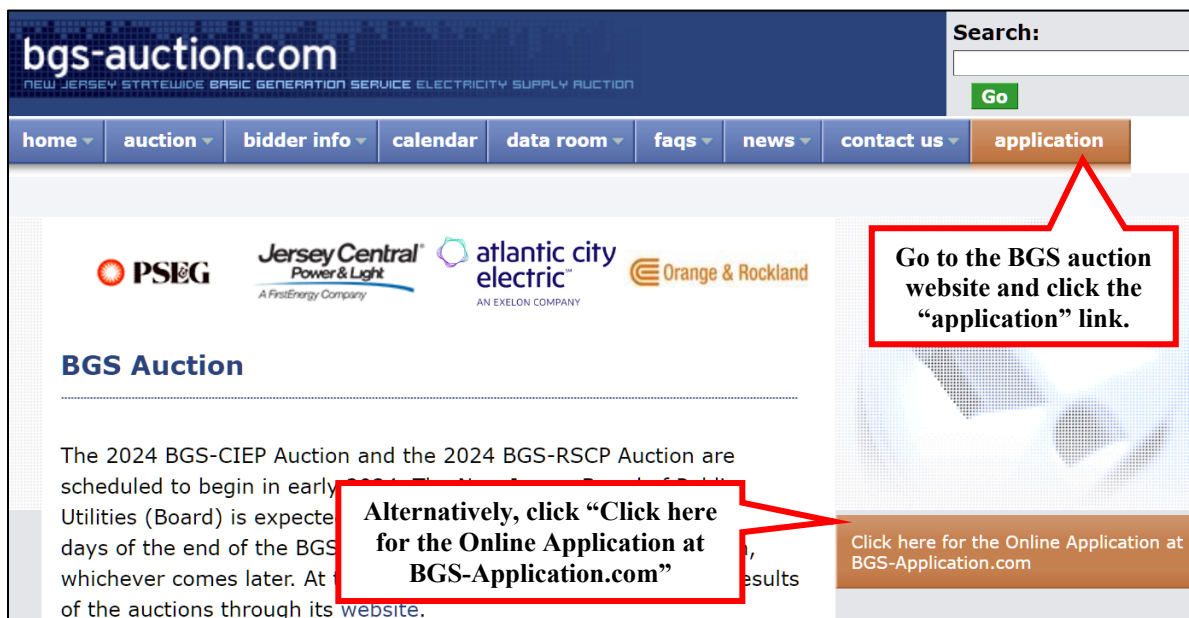 bgs-auction.com
NEW JERSEY STATEWIDE BASIC GENERATION SERVICE ELECTRICITY SUPPLY AUCTION
Search:
Go
home auction bidder info calendar data room faqs news contact us application
PSEG
Jersey Central
Power & Light
A FirstEnergy Company
atlantic city
electric™
AN EXELON COMPANY
Orange & Rockland
Go to the BGS auction
website and click the
“application” link.
BGS Auction
The 2024 BGS-CIEP Auction and the 2024 BGS-RSCP Auction are
scheduled to begin in early
Utilities (Board) is expecte
days of the end of the BGS
whichever comes later. At
of the auctions through its website.
Alternatively, click “Click here
for the Online Application at
BGS-Application.com”
Click here for the Online Application at
BGS-Application.com